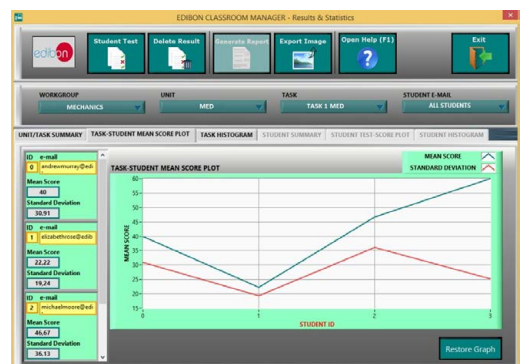 EDIBON CLASSROOM MANAGER - Results & Statistics
edibon
Student Test
Delete Result
Generate Report
Export Image
Open Help (F1)
Exit
WORKGROUP
UNIT
TASK
STUDENT E-MAIL
MECHANICS
MED
TASK 1 MED
ALL STUDENTS
UNIT/TASK SUMMARY
TASK-STUDENT MEAN SCORE PLOT
TASK HISTOGRAM
STUDENT SUMMARY
STUDENT TEST-SCORE PLOT
STUDENT HISTOGRAM
ID e-mail
0 andrewmurray@edi
Mean Score
40
Standard Deviation
30,91
ID e-mail
1 elizabethrose@edib
Mean Score
22,22
Standard Deviation
19,24
ID e-mail
2 michaelmoore@edi
Mean Score
46,67
Standard Deviation
36,13
TASK-STUDENT MEAN SCORE PLOT
MEAN SCORE
STANDARD DEVIATION
MEAN SCORE
60
55
50
45
40
35
30
25
20
15
0
1
2
3
STUDENT ID
Restore Graph